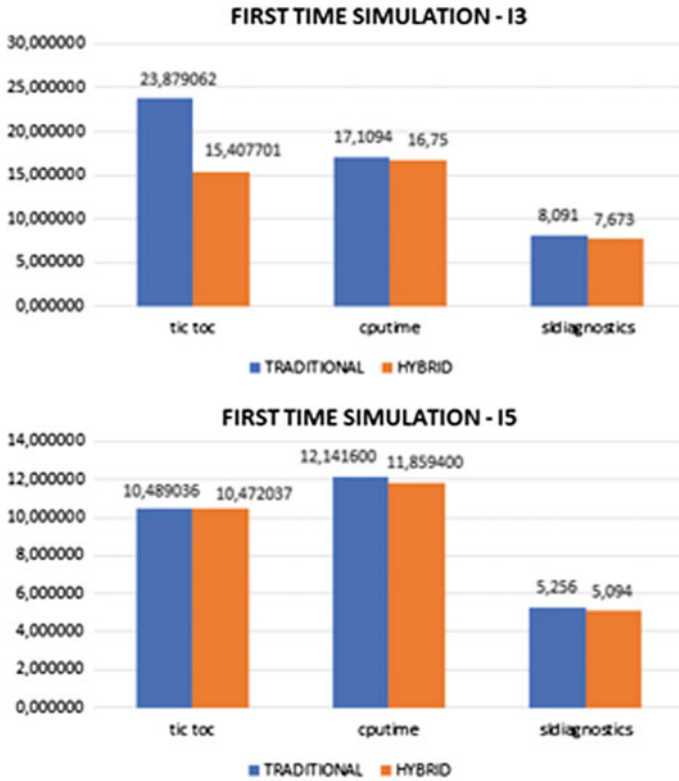 FIRST TIME SIMULATION - I3
30,000000
25,000000
20,000000
15,000000
10,000000
5,000000
0,000000
23,879062
15,407701
17,1094
16,75
8,091
7,673
tic toc
cputime
sldiagnostics
TRADITIONAL
HYBRID
FIRST TIME SIMULATION - I5
14,000000
12,000000
10,000000
8,000000
6,000000
4,000000
2,000000
0,000000
10,489036
10,472037
12,141600
11,859400
5,256
5,094
tic toc
cputime
sldiagnostics
TRADITIONAL
HYBRID